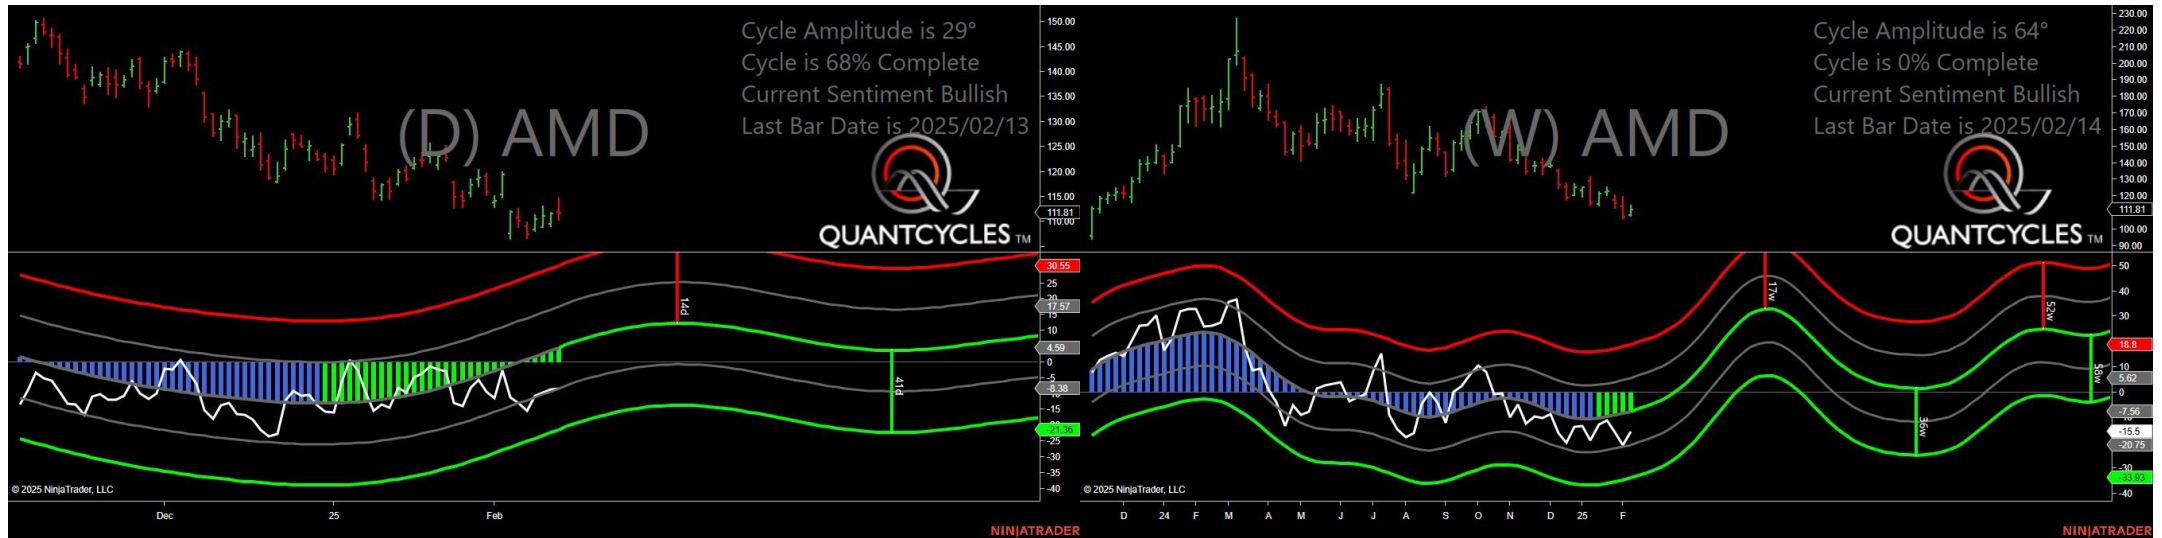 Cycle Amplitude is 29°
Cycle is 68% Complete
Current Sentiment Bullish
Last Bar Date is 2025/02/13
(D) AMD
QUANTCYCLES TM
150.00
145.00
140.00
135.00
130.00
125.00
120.00
115.00
111.81
110.00
30.55
25
17.57
15
10
4.59
0
-5
-8.38
-10
-15
-21.36
-25
-30
-35
-40
14d
41d
© 2025 NinjaTrader, LLC
Dec
25
Feb
NINJATRADER
Cycle Amplitude is 64°
Cycle is 0% Complete
Current Sentiment Bullish
Last Bar Date is 2025/02/14
(W) AMD
QUANTCYCLES TM
230.00
220.00
210.00
200.00
190.00
180.00
170.00
160.00
150.00
140.00
130.00
120.00
111.81
100.00
90.00
50
40
30
18.8
10
5.62
0
-7.56
-15.5
-20.75
-30
-33.93
-40
17w
36w
52w
58w
© 2025 NinjaTrader, LLC
D 24 F M A M J J A S O N D 25 F
NINJATRADER